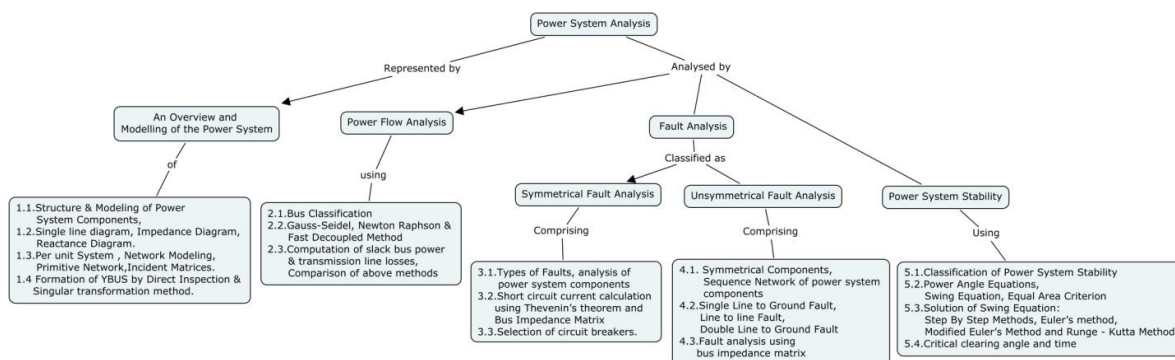 Power System Analysis
Represented by
Analysed by
An Overview and
Modelling of the Power System
Power Flow Analysis
Fault Analysis
of
using
Classified as
Symmetrical Fault Analysis
Unsymmetrical Fault Analysis
Power System Stability
1.1.Structure & Modeling of Power
System Components,
1.2.Single line diagram, Impedance Diagram,
Reactance Diagram.
1.3.Per unit System , Network Modeling,
Primitive Network,Incident Matrices.
1.4 Formation of YBUS by Direct Inspection &
Singular transformation method.
2.1.Bus Classification
2.2.Gauss-Seidel, Newton Raphson &
Fast Decoupled Method
2.3.Computation of slack bus power
& transmission line losses,
Comparison of above methods
Comprising
Comprising
Using
3.1.Types of Faults, analysis of
power system components
3.2.Short circuit current calculation
using Thevenin's theorem and
Bus Impedance Matrix
3.3.Selection of circuit breakers.
4.1. Symmetrical Components,
Sequence Network of power system
components
4.2.Single Line to Ground Fault,
Line to line Fault,
Double Line to Ground Fault
4.3.Fault analysis using
bus impedance matrix
5.1.Classification of Power System Stability
5.2.Power Angle Equations,
Swing Equation, Equal Area Criterion
5.3.Solution of Swing Equation:
Step By Step Methods, Euler's method,
Modified Euler's Method and Runge - Kutta Method
5.4.Critical clearing angle and time